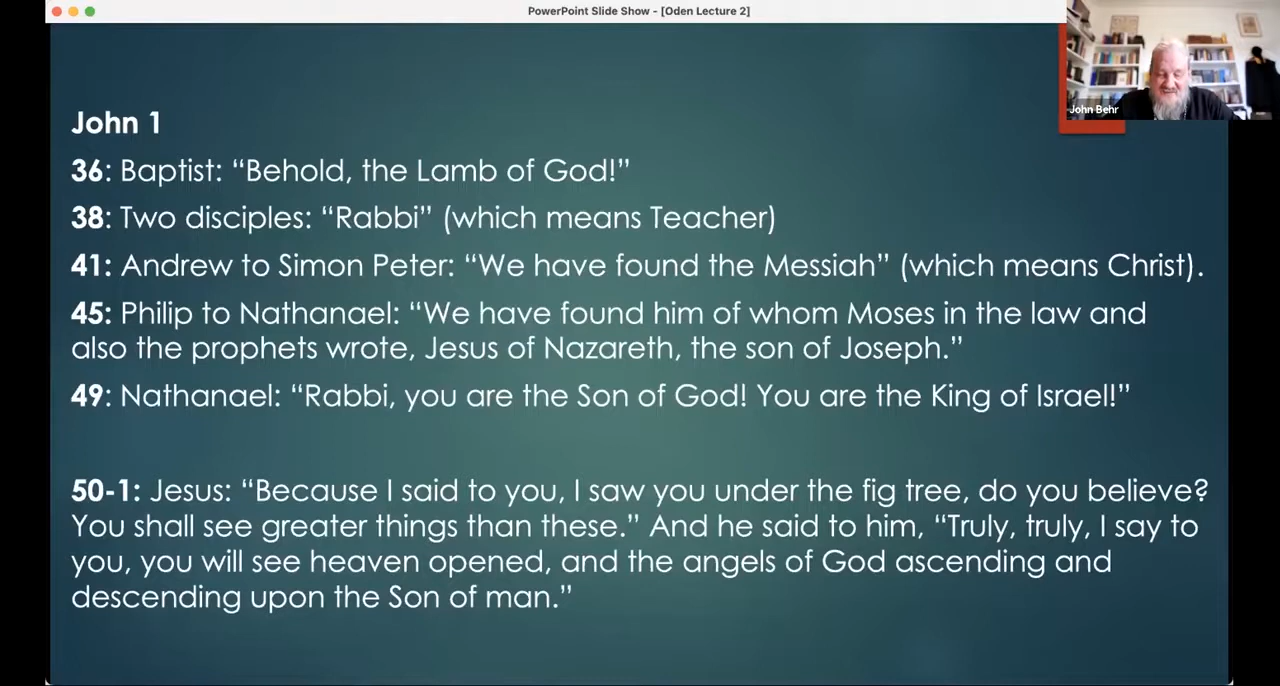 PowerPoint Slide Show - [Oden Lecture 2]
John Behr
John 1
36: Baptist: “Behold, the Lamb of God!”
38: Two disciples: “Rabbi” (which means Teacher)
41: Andrew to Simon Peter: “We have found the Messiah” (which means Christ).
45: Philip to Nathanael: “We have found him of whom Moses in the law and
also the prophets wrote, Jesus of Nazareth, the son of Joseph.”
49: Nathanael: “Rabbi, you are the Son of God! You are the King of Israel!”
50-1: Jesus: “Because I said to you, I saw you under the fig tree, do you believe?
You shall see greater things than these.” And he said to him, “Truly, truly, I say to
you, you will see heaven opened, and the angels of God ascending and
descending upon the Son of man.”